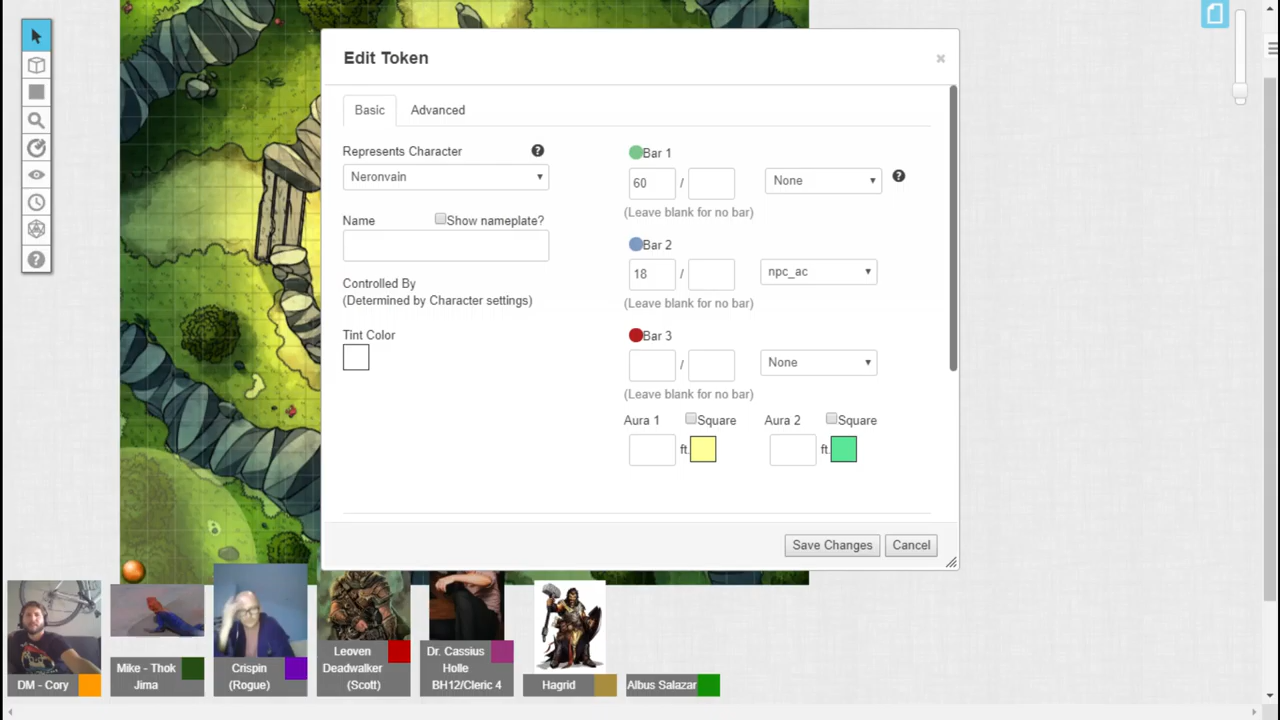 Edit Token
×
Basic
Advanced
Represents Character
?
Neronvain
Name
Show nameplate?
Controlled By
(Determined by Character settings)
Tint Color
Bar 1
60 /
None
?
(Leave blank for no bar)
Bar 2
18 /
npc_ac
(Leave blank for no bar)
Bar 3
/
None
(Leave blank for no bar)
Aura 1
Square
Aura 2
Square
ft.
ft.
Save Changes
Cancel
?
DM - Cory
Mike - Thok
Jima
Crispin
(Rogue)
Leoven
Deadwalker
(Scott)
Dr. Cassius
Holle
BH12/Cleric 4
Hagrid
Albus Salazar